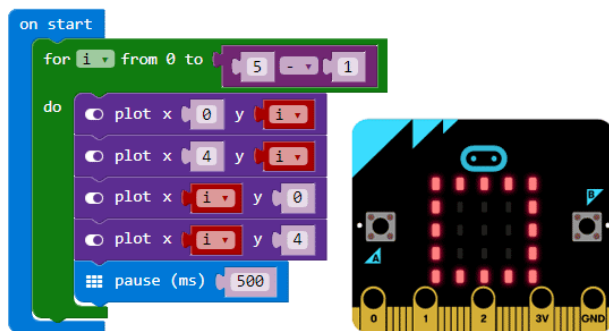 on start
for i from 0 to 5 - 1
do
plot x 0 y i
plot x 4 y i
plot x i y 0
plot x i y 4
pause (ms) 500
B
A
0 1 2 3V GND